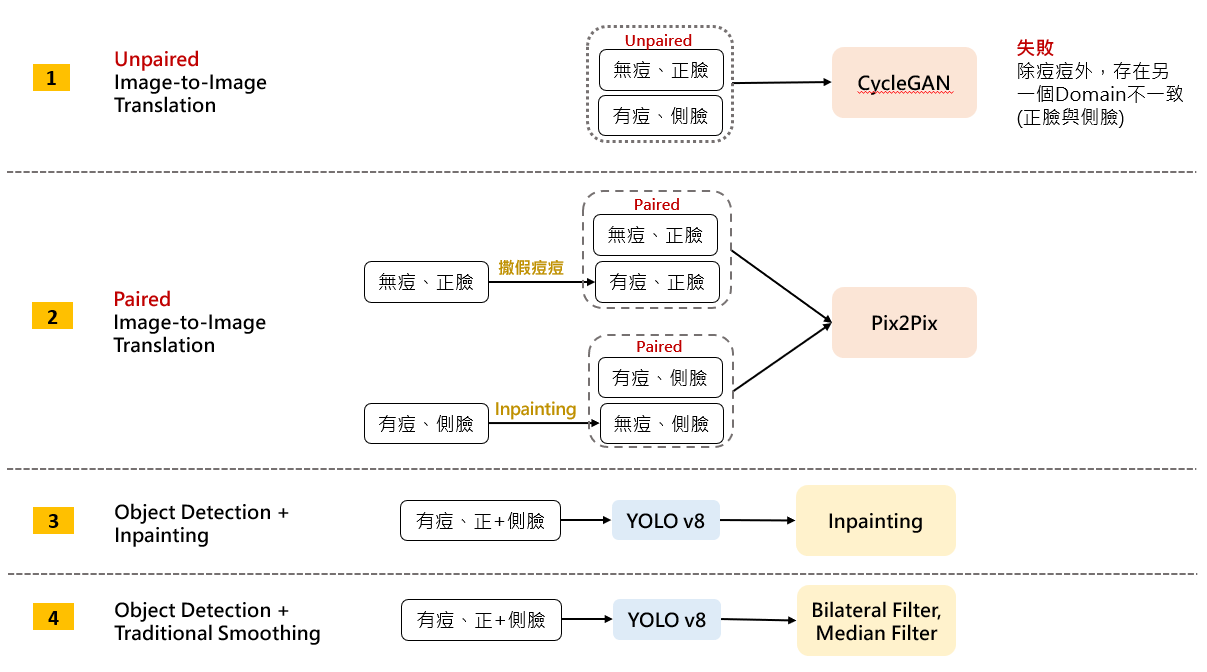 1
Unpaired
Image-to-Image
Translation
Unpaired
無痘、正臉
有痘、側臉
CycleGAN
失敗
除痘痘外，存在另
一個Domain不一致
(正臉與側臉)
2
Paired
Image-to-Image
Translation
無痘、正臉
撒假痘痘
Paired
無痘、正臉
有痘、正臉
有痘、側臉
Inpainting
Paired
有痘、側臉
無痘、側臉
Pix2Pix
3
Object Detection +
Inpainting
有痘、正+側臉
YOLO v8
Inpainting
4
Object Detection +
Traditional Smoothing
有痘、正+側臉
YOLO v8
Bilateral Filter,
Median Filter